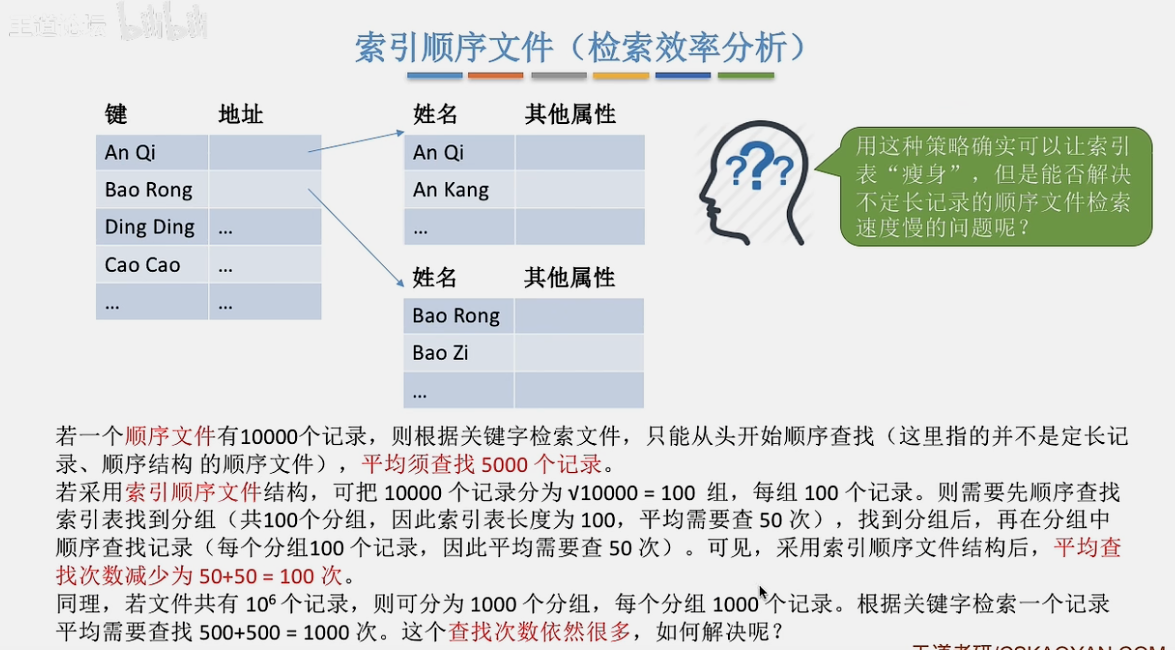 王道论坛 bilibili
索引顺序文件（检索效率分析）
键 地址
An Qi
Bao Rong
Ding Ding ...
Cao Cao ...
... ...
姓名 其他属性
An Qi
An Kang
...
姓名 其他属性
Bao Rong
Bao Zi
...
???
用这种策略确实可以让索引
表“瘦身”，但是能否解决
不定长记录的顺序文件检索
速度慢的问题呢？
若一个顺序文件有10000个记录，则根据关键字检索文件，只能从头开始顺序查找（这里指的并不是定长记
录、顺序结构 的顺序文件），平均须查找 5000 个记录。
若采用索引顺序文件结构，可把 10000 个记录分为 √10000 = 100 组，每组 100 个记录。则需要先顺序查找
索引表找到分组（共100个分组，因此索引表长度为 100，平均需要查 50 次），找到分组后，再在分组中
顺序查找记录（每个分组100 个记录，因此平均需要查 50 次）。可见，采用索引顺序文件结构后，平均查
找次数减少为 50+50 = 100 次。
同理，若文件共有 10⁶ 个记录，则可分为 1000 个分组，每个分组 1000 个记录。根据关键字检索一个记录
平均需要查找 500+500 = 1000 次。这个查找次数依然很多，如何解决呢？
王道考研/CSKAOYAN.COM